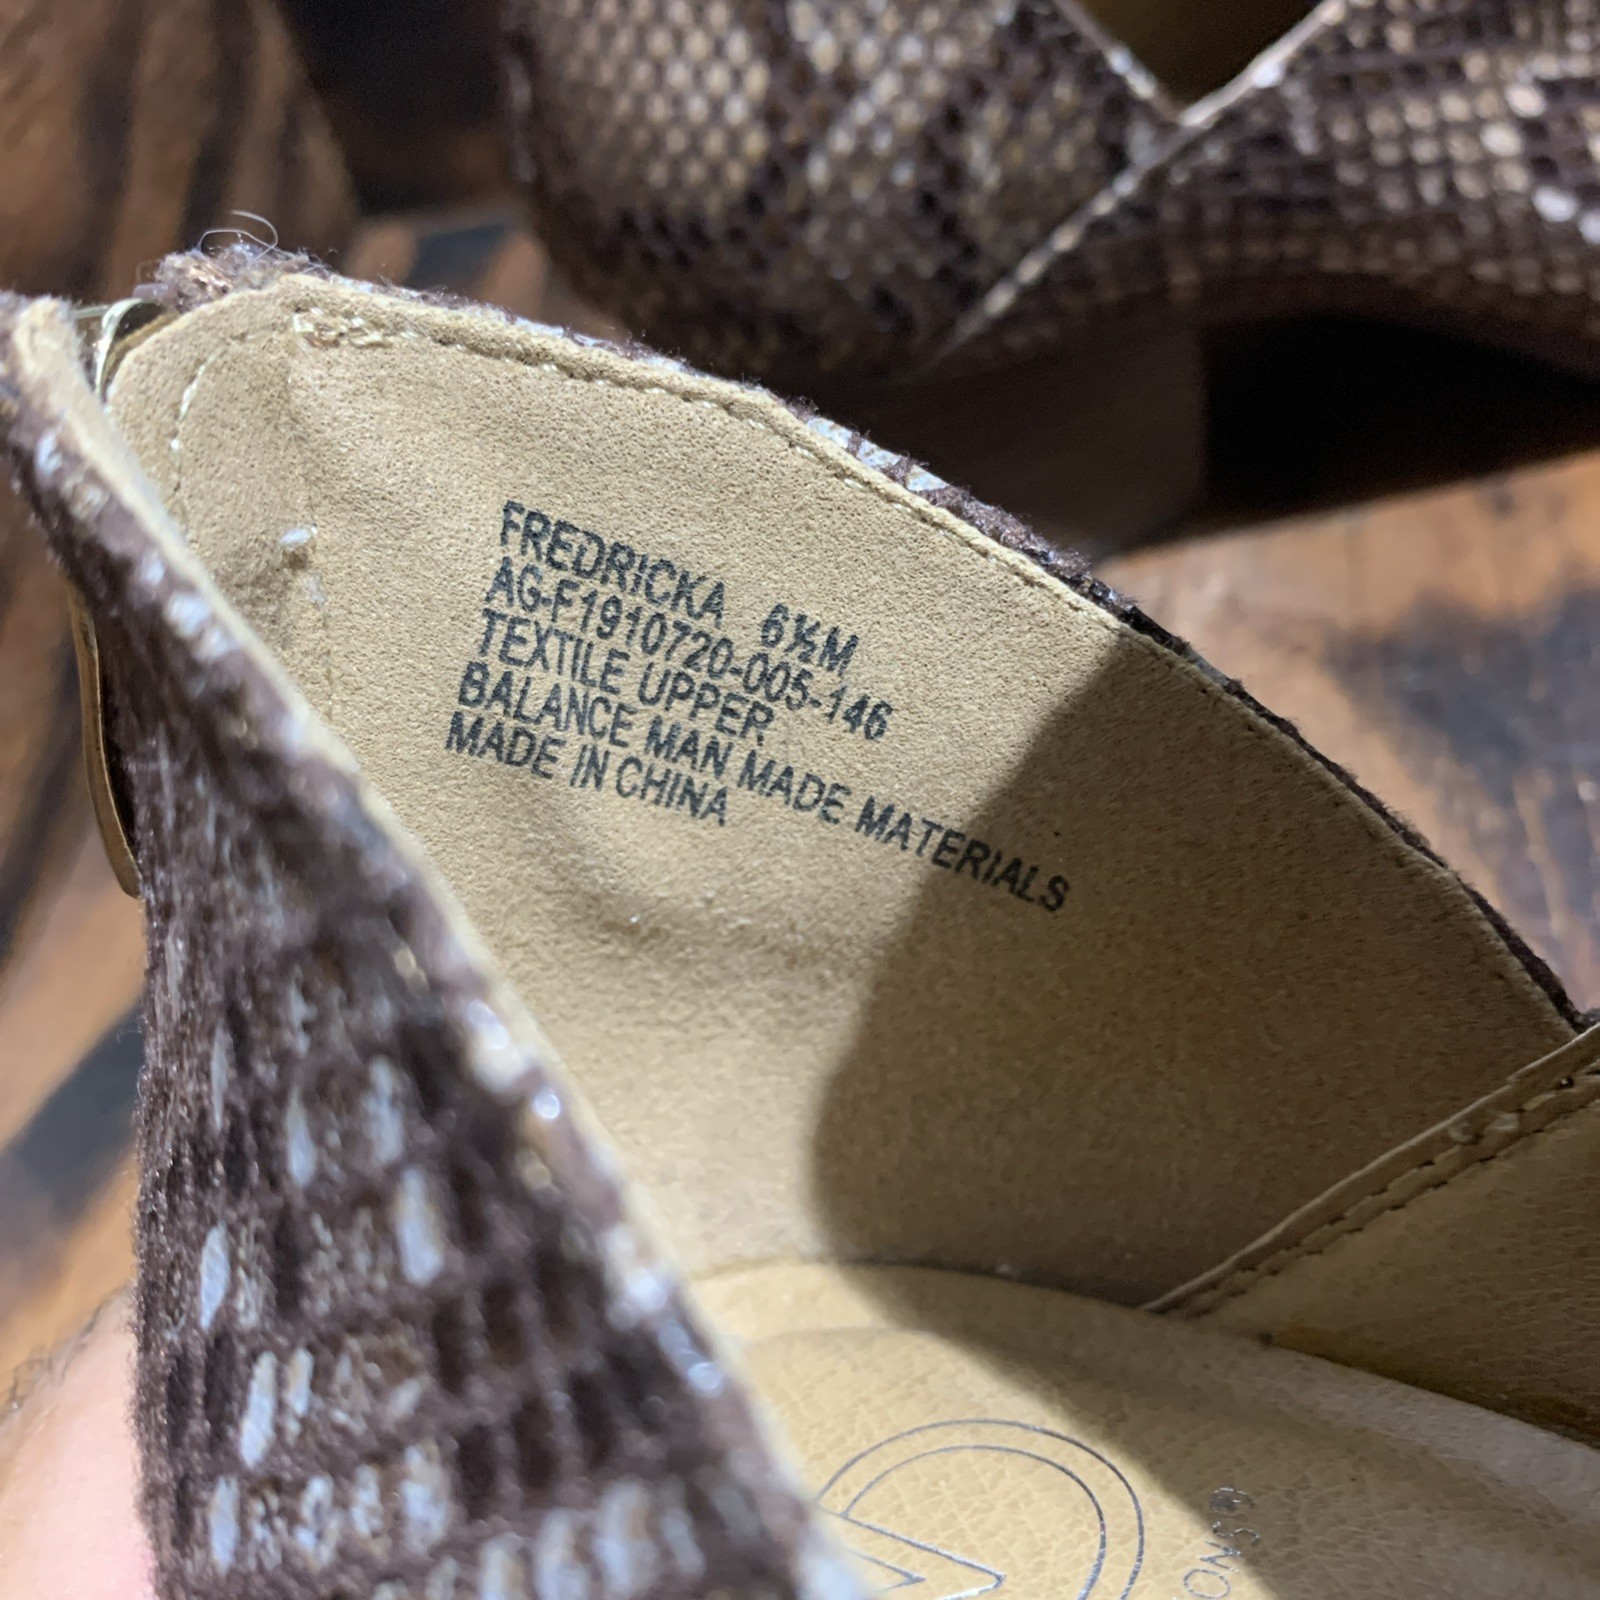 FREDRICKA 6½M
AG-F1910720-005-146
TEXTILE UPPER
BALANCE MAN MADE MATERIALS
MADE IN CHINA